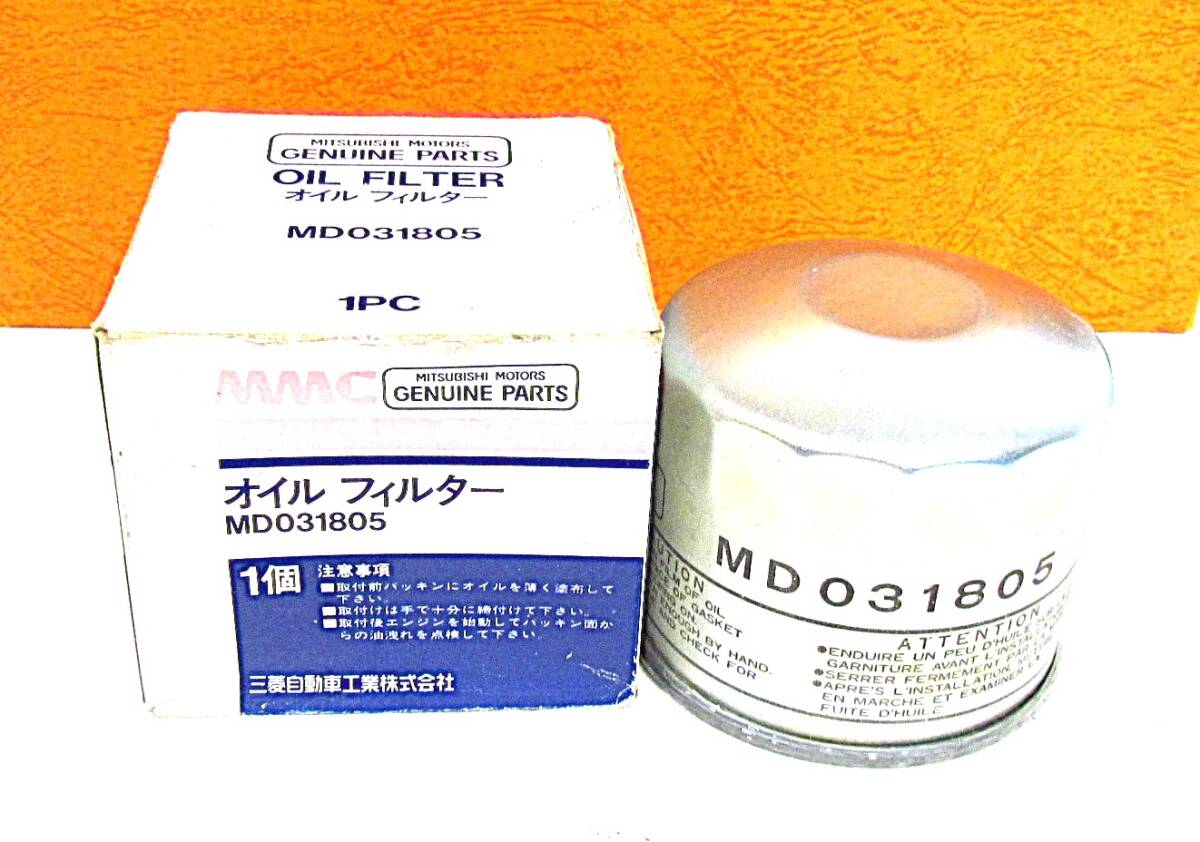 MITSUBISHI MOTORS
GENUINE PARTS
OIL FILTER
オイル フィルター
MD031805
1PC
MMC
MITSUBISHI MOTORS
GENUINE PARTS
オイル フィルター
MD031805
1個
注意事項
■取付前パッキンにオイルを薄く塗布して
下さい.
■取付けは手で十分に締付けて下さい.
■取付後エンジンを始動してパッキン面か
らの油洩れを点検して下さい.
三菱自動車工業株式会社
MD031805
OF OIL
OF GASKET
ON.
BY HAND.
AND CHECK FOR
ATTENTION
●ENDUIRE UN PEU D'HUILE
GARNITURE AVANT
●SERRER FERMEMENT
●APRE'S L'INSTALLATION
EN MARCHE ET EXAMINER
FUITE D'HUILE